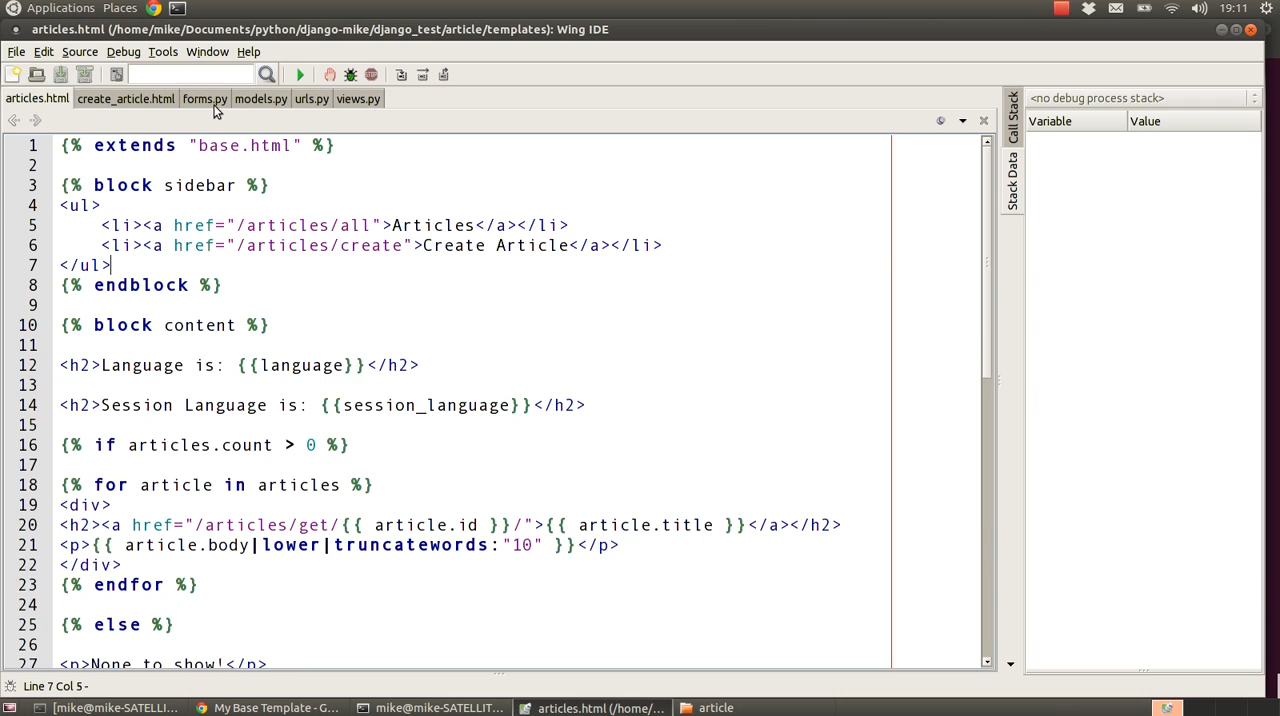 Applications Places 19:11
articles.html (/home/mike/Documents/python/django-mike/django_test/article/templates): Wing IDE
File Edit Source Debug Tools Window Help
articles.html create_article.html forms.py models.py urls.py views.py
<no debug process stack>
Variable Value
Call Stack
Stack Data
1 {% extends "base.html" %}
2
3 {% block sidebar %}
4 <ul>
5 <li><a href="/articles/all">Articles</a></li>
6 <li><a href="/articles/create">Create Article</a></li>
7 </ul>
8 {% endblock %}
9
10 {% block content %}
11
12 <h2>Language is: {{language}}</h2>
13
14 <h2>Session Language is: {{session_language}}</h2>
15
16 {% if articles.count > 0 %}
17
18 {% for article in articles %}
19 <div>
20 <h2><a href="/articles/get/{{ article.id }}/">{{ article.title }}</a></h2>
21 <p>{{ article.body|lower|truncatewords:"10" }}</p>
22 </div>
23 {% endfor %}
24
25 {% else %}
26
27 <p>None to show!</p>
Line 7 Col 5 -
[mike@mike-SATELLIT... My Base Template - G... mike@mike-SATELLIT... articles.html (/home/... article